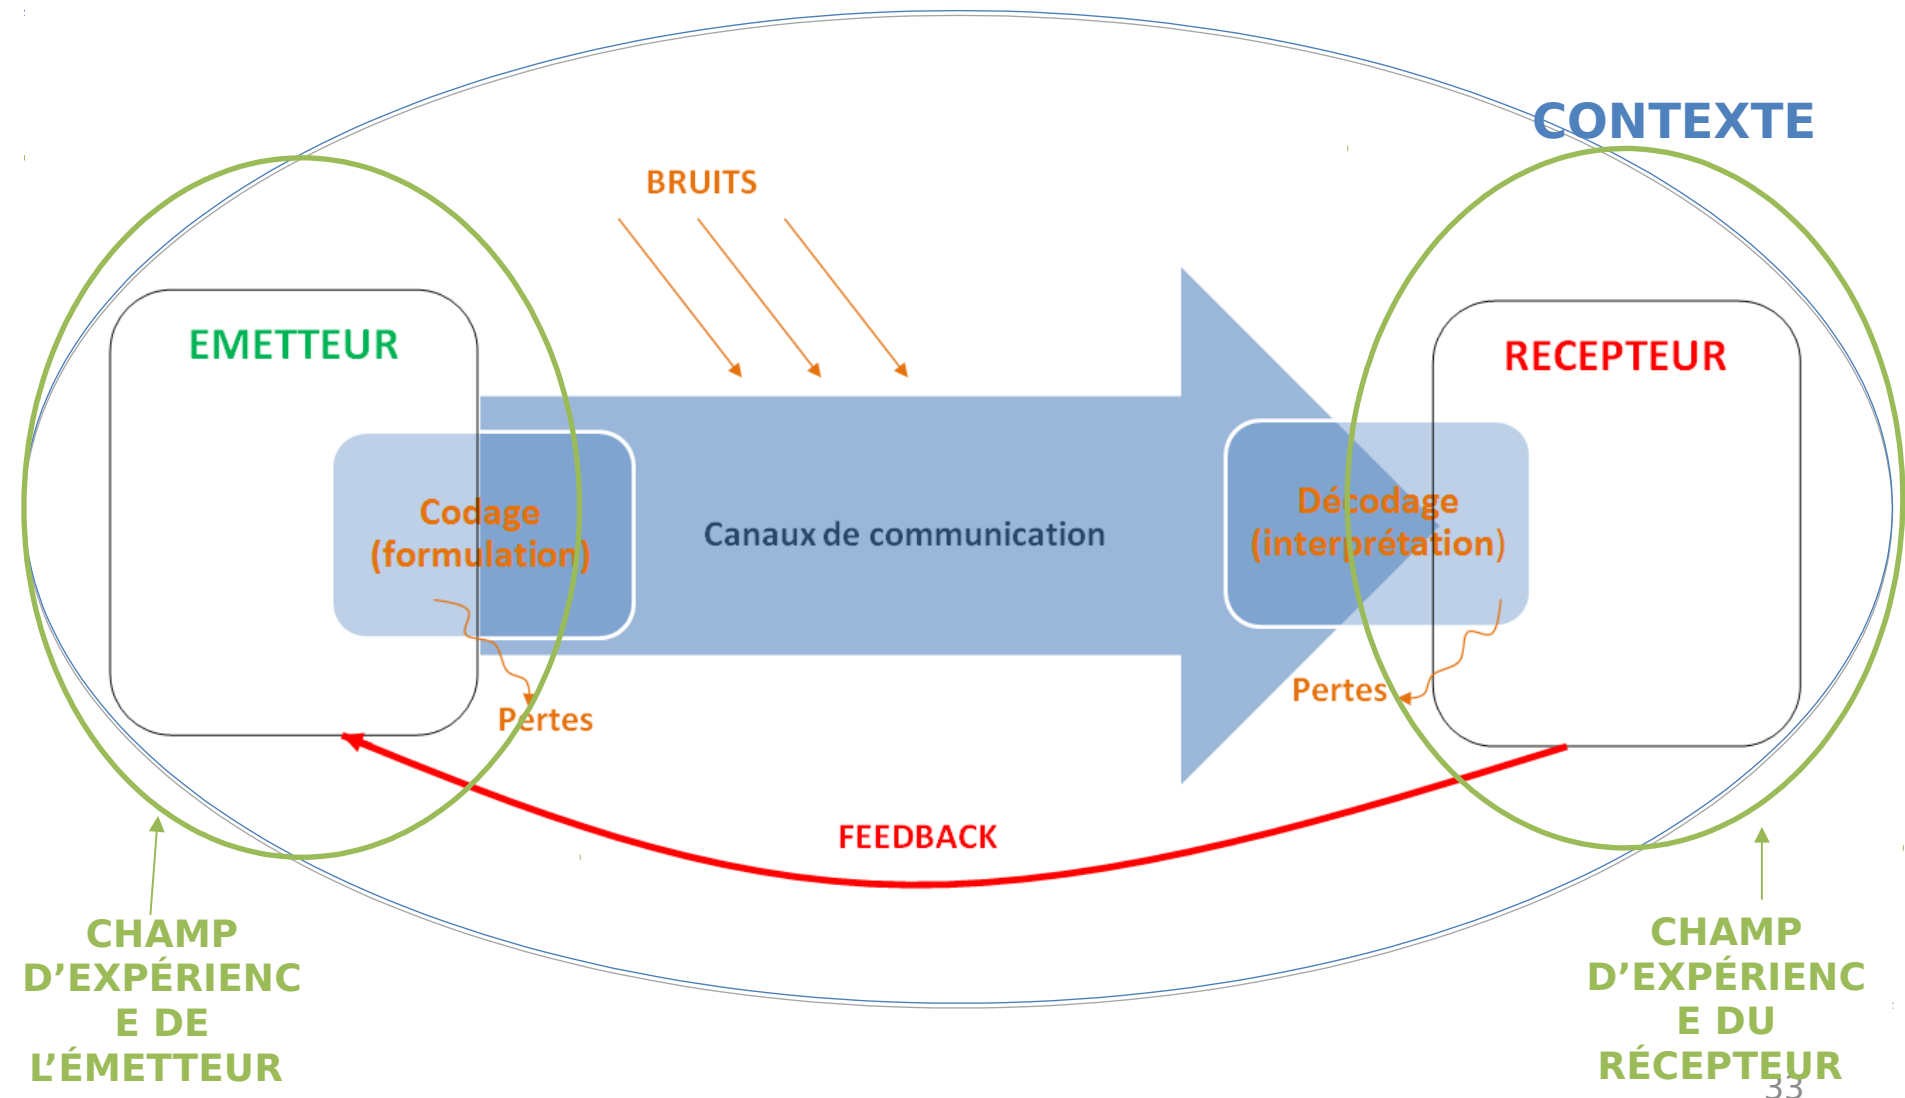 CONTEXTE
BRUITS
EMETTEUR
RECEPTEUR
Codage
(formulation)
Canaux de communication
Décodage
(interprétation)
Pertes
Pertes
FEEDBACK
CHAMP
D’EXPÉRIENC
E DE
L’ÉMETTEUR
CHAMP
D’EXPÉRIENC
E DU
RÉCEPTEUR
33